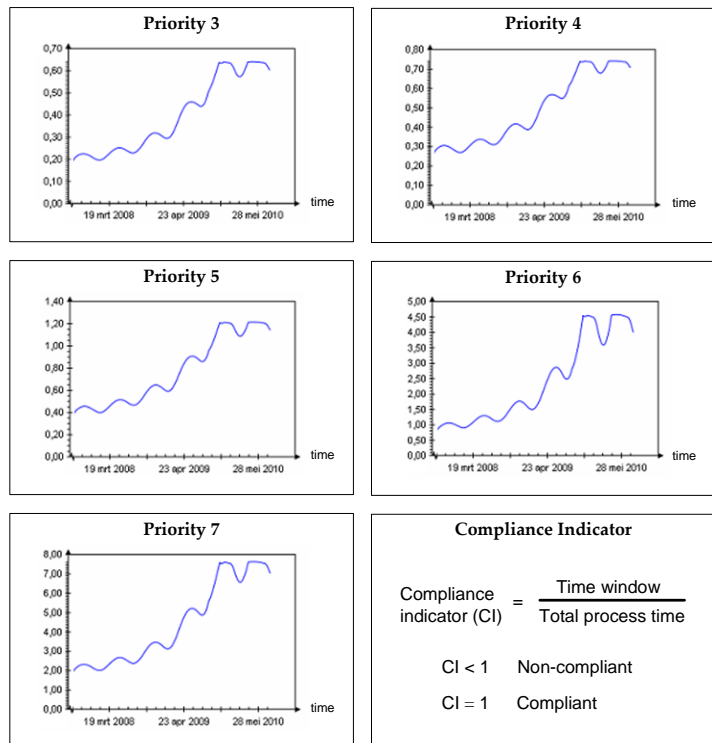 Priority 3
0,70
0,60
0,50
0,40
0,30
0,20
0,10
0,00
19 mrt 2008 23 apr 2009 28 mei 2010
time
Priority 4
0,80
0,70
0,60
0,50
0,40
0,30
0,20
0,10
0,00
19 mrt 2008 23 apr 2009 28 mei 2010
time
Priority 5
1,40
1,20
1,00
0,80
0,60
0,40
0,20
0,00
19 mrt 2008 23 apr 2009 28 mei 2010
time
Priority 6
5,00
4,50
4,00
3,50
3,00
2,50
2,00
1,50
1,00
0,50
0,00
19 mrt 2008 23 apr 2009 28 mei 2010
time
Priority 7
8,00
7,00
6,00
5,00
4,00
3,00
2,00
1,00
0,00
19 mrt 2008 23 apr 2009 28 mei 2010
time
Compliance Indicator
Compliance
indicator (CI)
=
Time window
Total process time
CI < 1 Non-compliant
CI = 1 Compliant